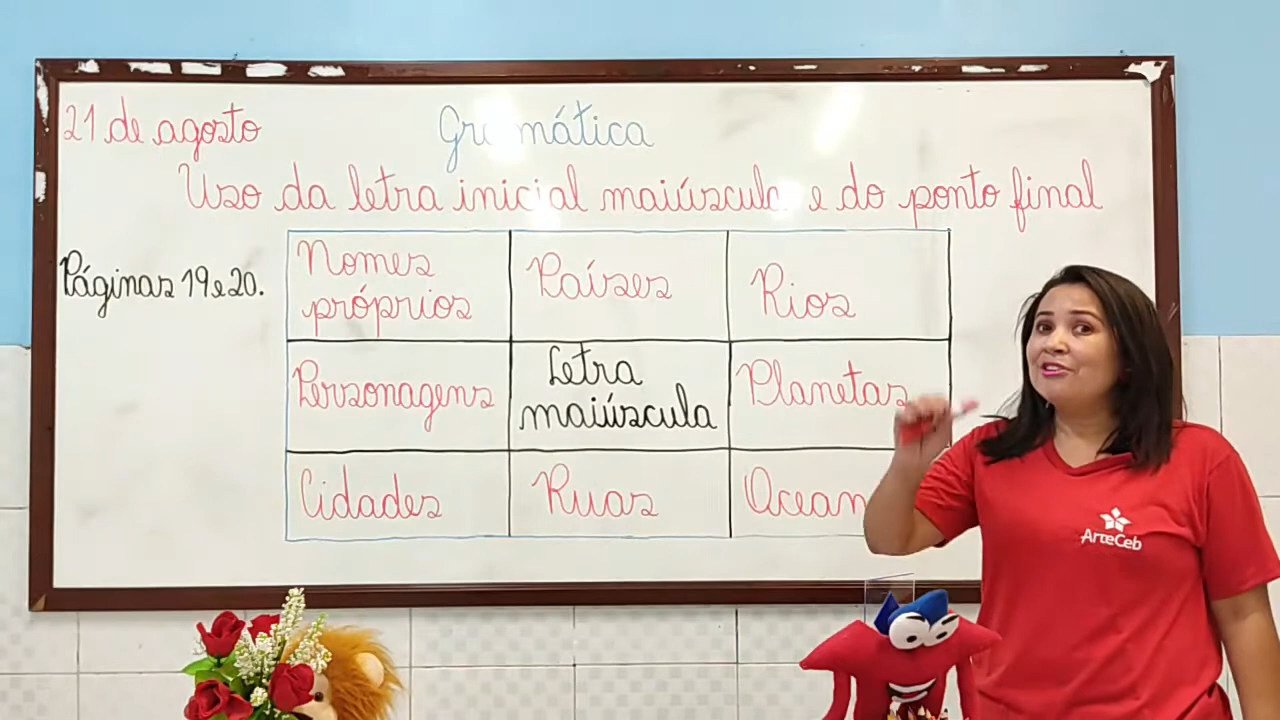 21 de agosto
Gramática
Uso da letra inicial maiúscula e do ponto final
Páginas 19 e 20.
Nomes
próprios
Países
Rios
Personagens
Letra
maiúscula
Planetas
Cidades
Ruas
Ocean
ArteCeb